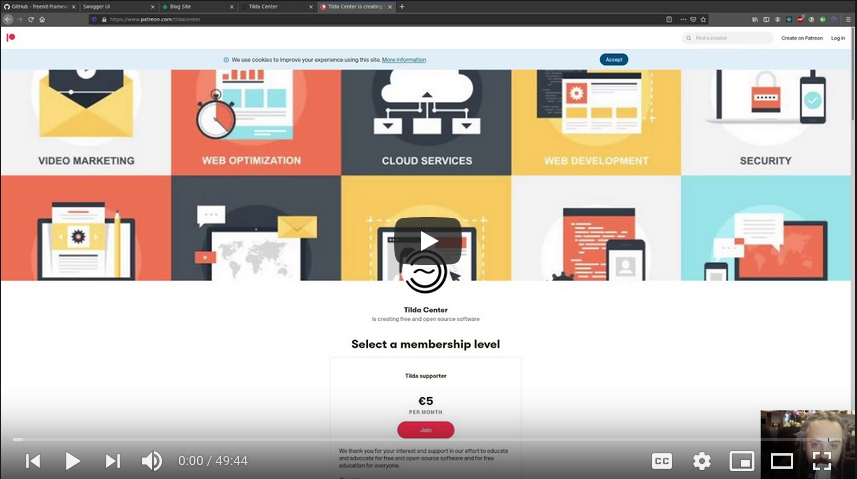 GitHub - freenit-framew
Swagger UI
Blog Site
Tilda Center
Tilda Center is creating
https://www.patreon.com/tildacenter
Find a creator
Create on Patreon
Log in
We use cookies to improve your experience using this site. More information
Accept
VIDEO MARKETING
WEB OPTIMIZATION
CLOUD SERVICES
WEB DEVELOPMENT
SECURITY
Tilda Center
is creating free and open source software
Select a membership level
Tilda supporter
€5
PER MONTH
Join
We thank you for your interest and support in our effort to educate
and advocate for free and open-source software and for free
education for everyone.
0:00 / 49:44
CC